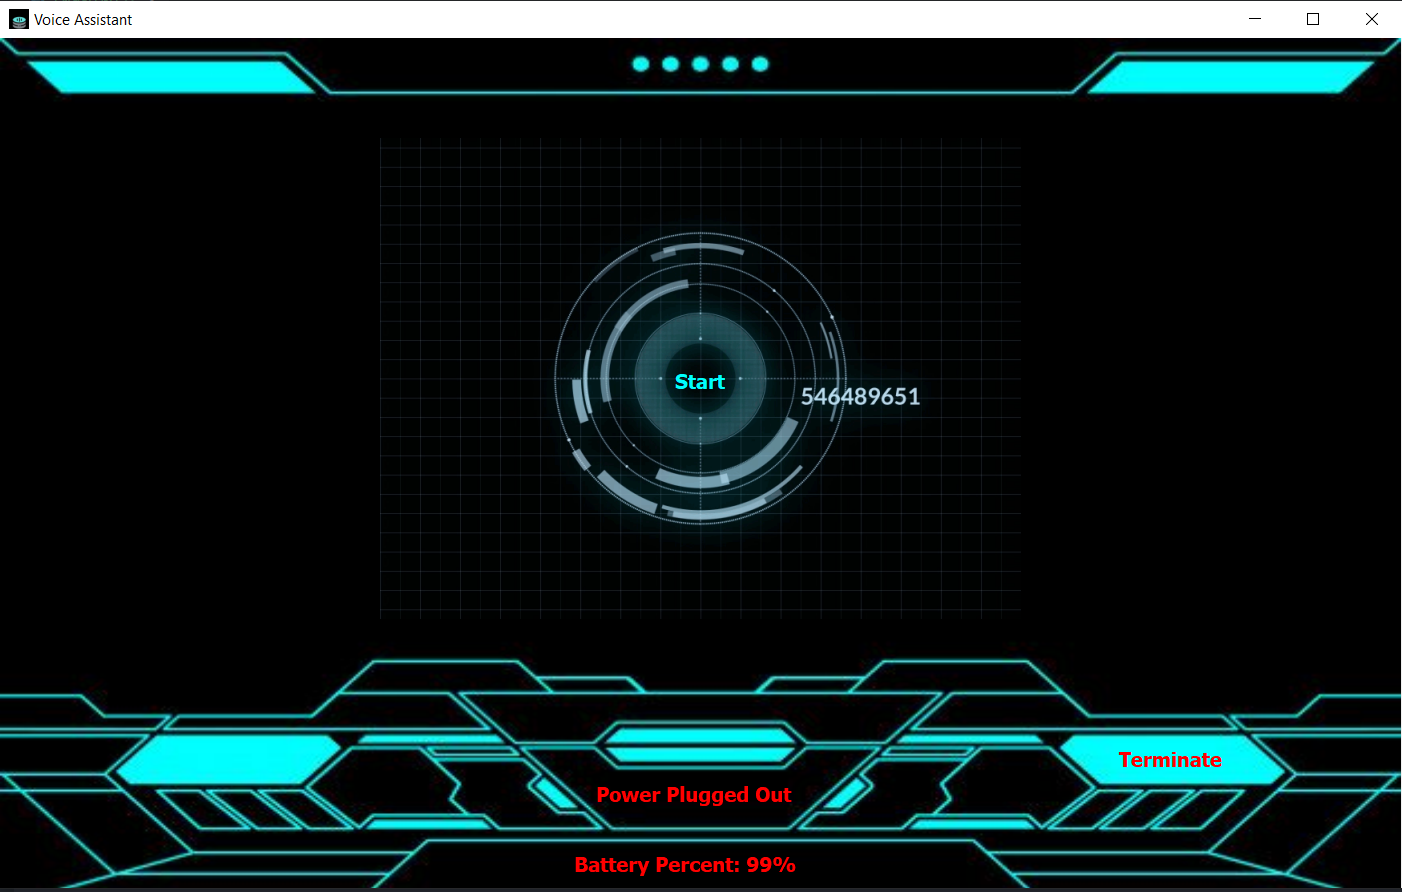 Voice Assistant
Start
546489651
Terminate
Power Plugged Out
Battery Percent: 99%